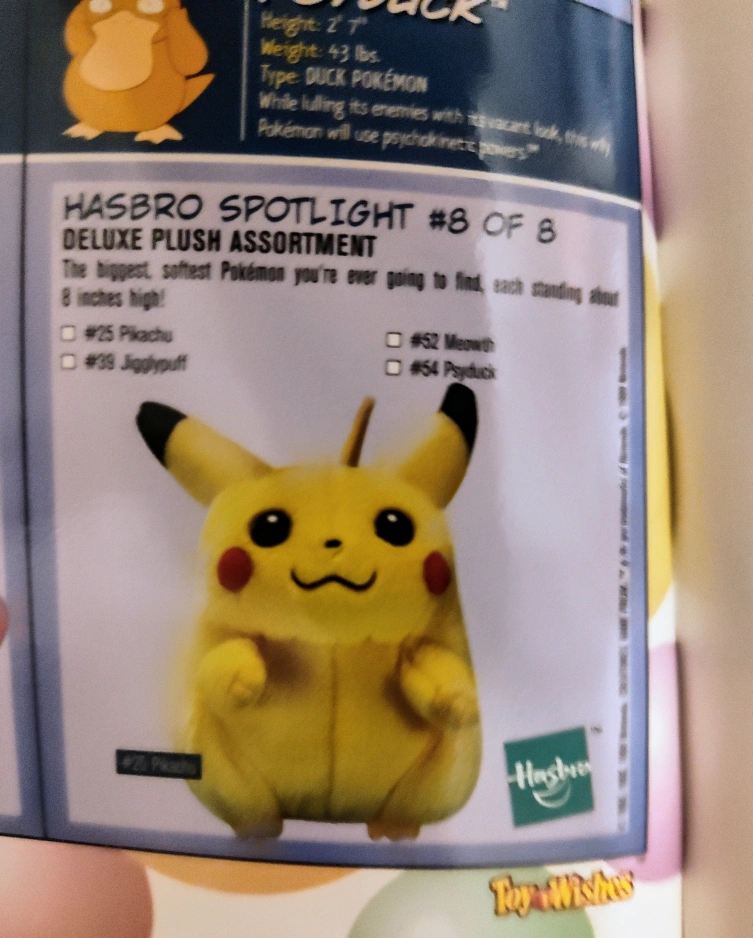 Height: 2' 7"
Weight: 43 lbs.
Type: DUCK POKÉMON
While lulling its enemies with its vacant look, this wily
Pokémon will use psychokinetic powers.
HASBRO SPOTLIGHT #8 OF 8
DELUXE PLUSH ASSORTMENT
The biggest, softest Pokémon you're ever going to find, each standing about
8 inches high!
#25 Pikachu
#39 Jigglypuff
#52 Meowth
#54 Psyduck
#25 Pikachu
Hasbro™
Toy Wishes